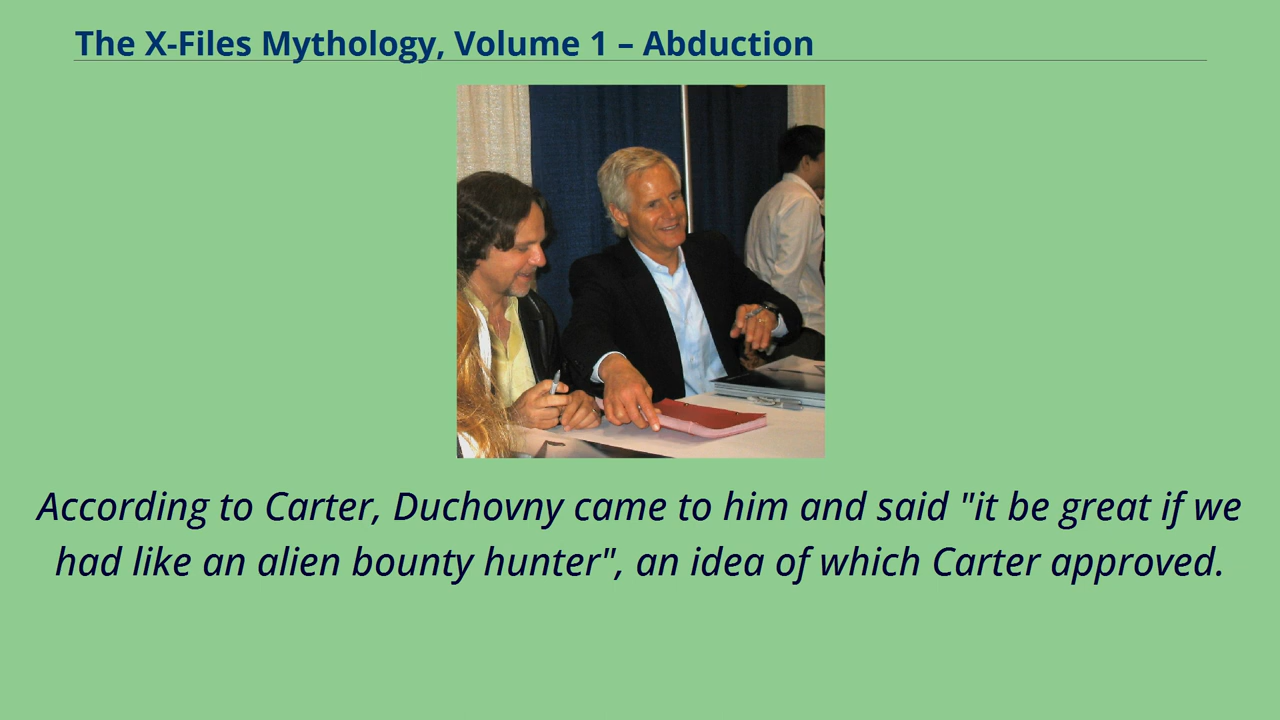 The X-Files Mythology, Volume 1 – Abduction
According to Carter, Duchovny came to him and said "it be great if we
had like an alien bounty hunter", an idea of which Carter approved.